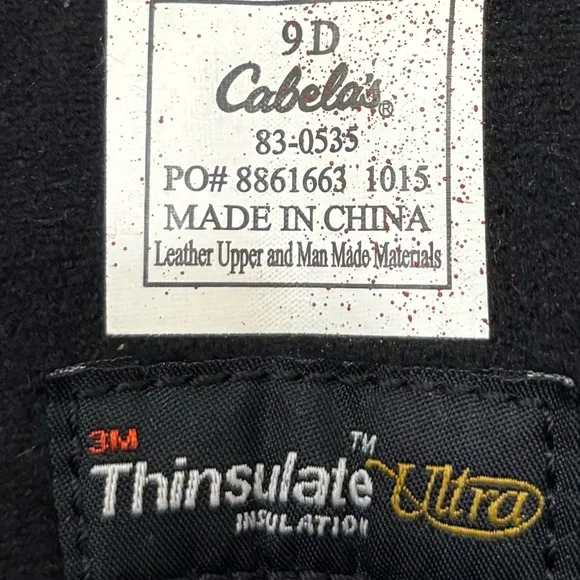 9 D
Cabela's®
83-0535
PO# 8861663 1015
MADE IN CHINA
Leather Upper and Man Made Materials
3M
Thinsulate™ Ultra
INSULATION